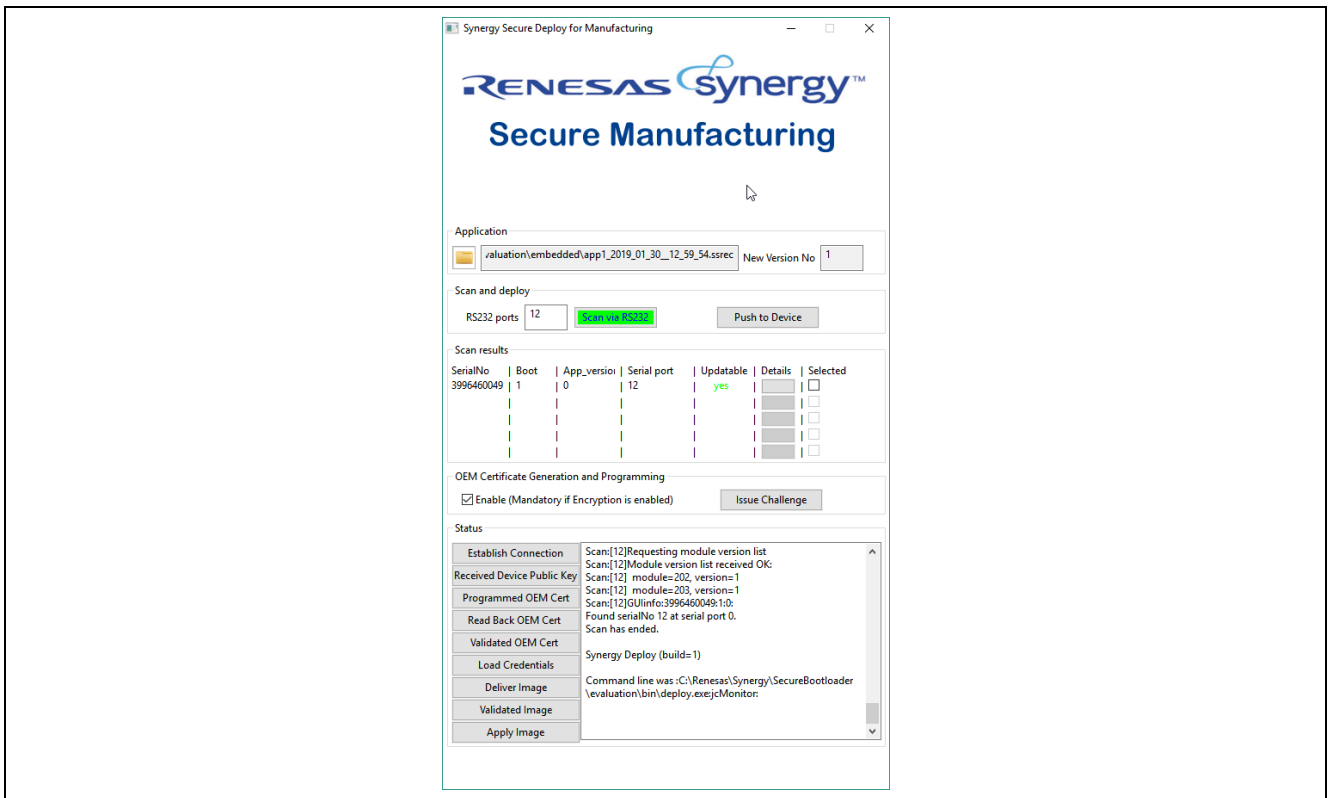 Synergy Secure Deploy for Manufacturing
RENESAS synergy™
Secure Manufacturing
Application
valuation\embedded\app1_2019_01_30__12_59_54.ssrec New Version No 1
Scan and deploy
RS232 ports 12 Scan via RS232 Push to Device
Scan results
SerialNo | Boot | App_version | Serial port | Updatable | Details | Selected
3996460049 | 1 | 0 | 12 | yes | |
OEM Certificate Generation and Programming
Enable (Mandatory if Encryption is enabled) Issue Challenge
Status
Establish Connection
Received Device Public Key
Programmed OEM Cert
Read Back OEM Cert
Validated OEM Cert
Load Credentials
Deliver Image
Validated Image
Apply Image
Scan:[12]Requesting module version list
Scan:[12]Module version list received OK:
Scan:[12] module=202, version=1
Scan:[12] module=203, version=1
Scan:[12]GUIinfo:3996460049:1:0:
Found serialNo 12 at serial port 0.
Scan has ended.
Synergy Deploy (build=1)
Command line was :C:\Renesas\Synergy\SecureBootloader
\evaluation\bin\deploy.exe:jcMonitor: